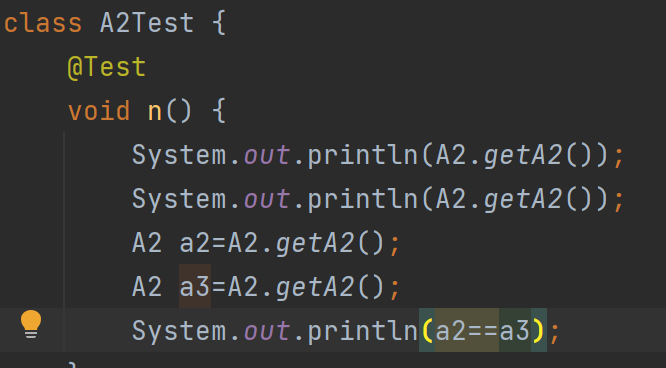 class A2Test {
@Test
void n() {
System.out.println(A2.getA2());
System.out.println(A2.getA2());
A2 a2=A2.getA2();
A2 a3=A2.getA2();
System.out.println(a2==a3);
}